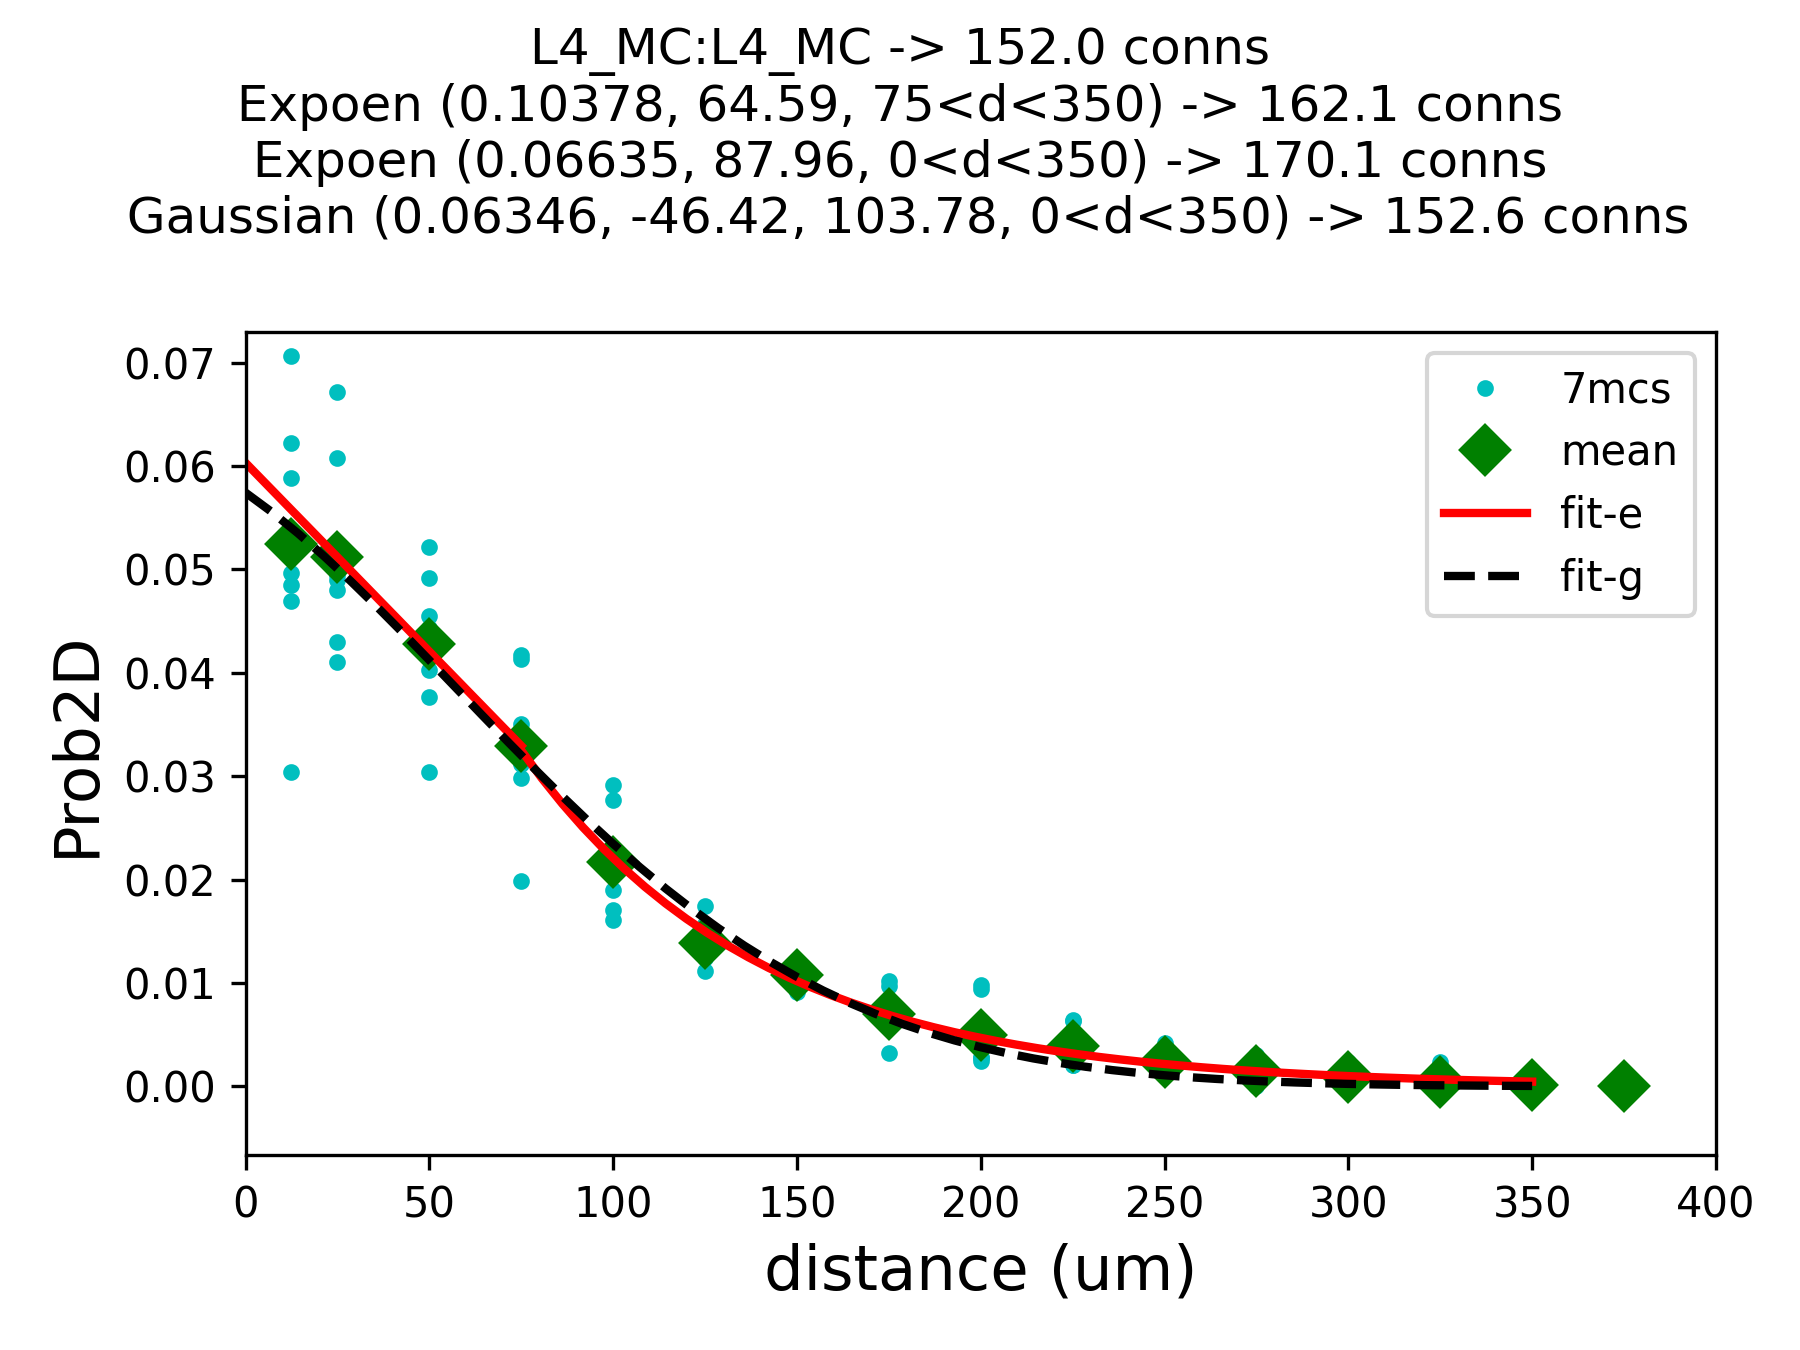 L4_MC:L4_MC -> 152.0 conns
Expoen (0.10378, 64.59, 75<d<350) -> 162.1 conns
Expoen (0.06635, 87.96, 0<d<350) -> 170.1 conns
Gaussian (0.06346, -46.42, 103.78, 0<d<350) -> 152.6 conns
0.07
0.06
0.05
0.04
0.03
0.02
0.01
0.00
Prob2D
7mcs
mean
fit-e
fit-g
0 50 100 150 200 250 300 350 400
distance (um)